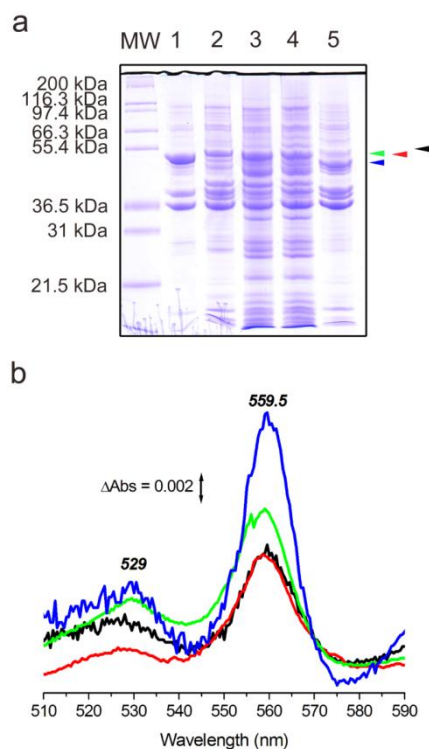 a
MW 1 2 3 4 5
200 kDa
116.3 kDa
97.4 kDa
66.3 kDa
55.4 kDa
36.5 kDa
31 kDa
21.5 kDa
b
559.5
ΔAbs = 0.002
529
510 520 530 540 550 560 570 580 590
Wavelength (nm)